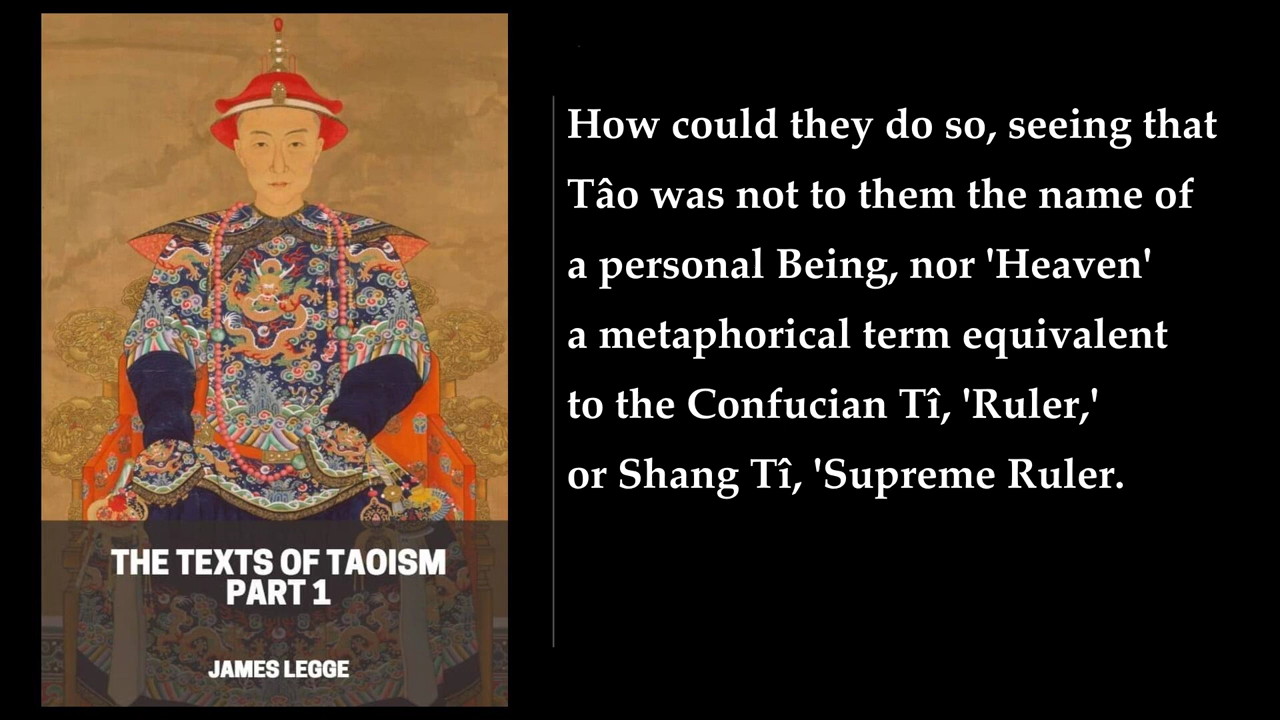 THE TEXTS OF TAOISM
PART 1
JAMES LEGGE
How could they do so, seeing that
Tâo was not to them the name of
a personal Being, nor 'Heaven'
a metaphorical term equivalent
to the Confucian Tî, 'Ruler,'
or Shang Tî, 'Supreme Ruler.